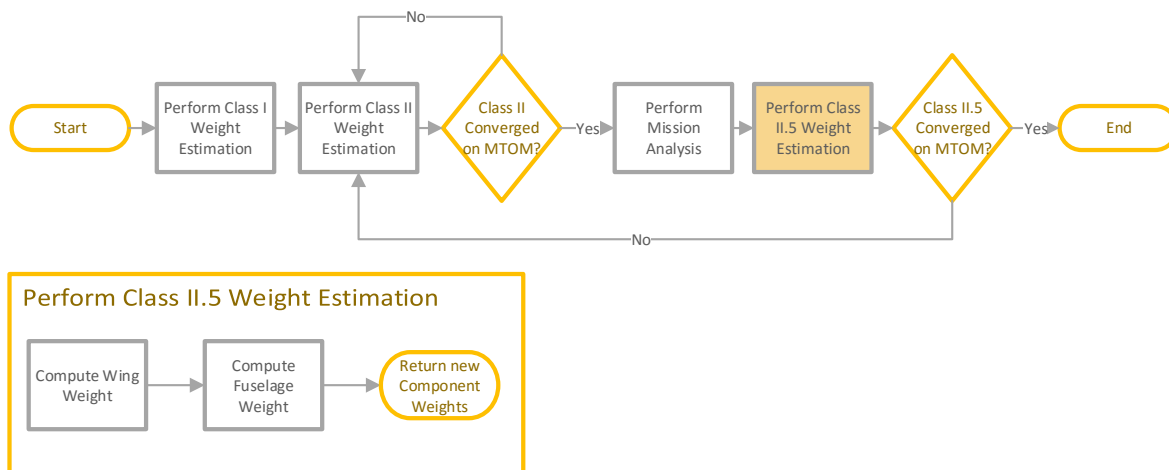 No
Start
Perform Class I
Weight
Estimation
Perform Class II
Weight
Estimation
Class II
Converged
on MTOM?
Yes
Perform
Mission
Analysis
Perform Class
II.5 Weight
Estimation
Class II.5
Converged
on MTOM?
Yes
End
No
Perform Class II.5 Weight Estimation
Compute Wing
Weight
Compute
Fuselage
Weight
Return new
Component
Weights